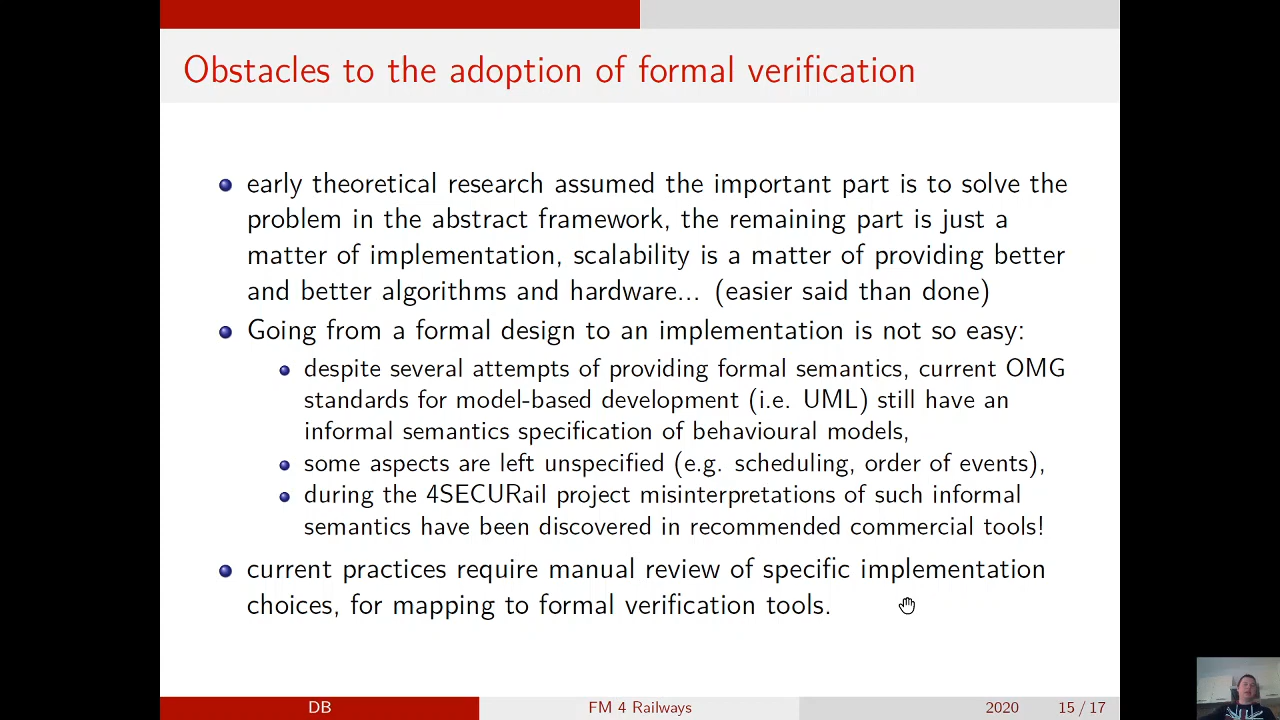 Obstacles to the adoption of formal verification
early theoretical research assumed the important part is to solve the
problem in the abstract framework, the remaining part is just a
matter of implementation, scalability is a matter of providing better
and better algorithms and hardware... (easier said than done)
Going from a formal design to an implementation is not so easy:
despite several attempts of providing formal semantics, current OMG
standards for model-based development (i.e. UML) still have an
informal semantics specification of behavioural models,
some aspects are left unspecified (e.g. scheduling, order of events),
during the 4SECURail project misinterpretations of such informal
semantics have been discovered in recommended commercial tools!
current practices require manual review of specific implementation
choices, for mapping to formal verification tools.
DB FM 4 Railways 2020 15 / 17